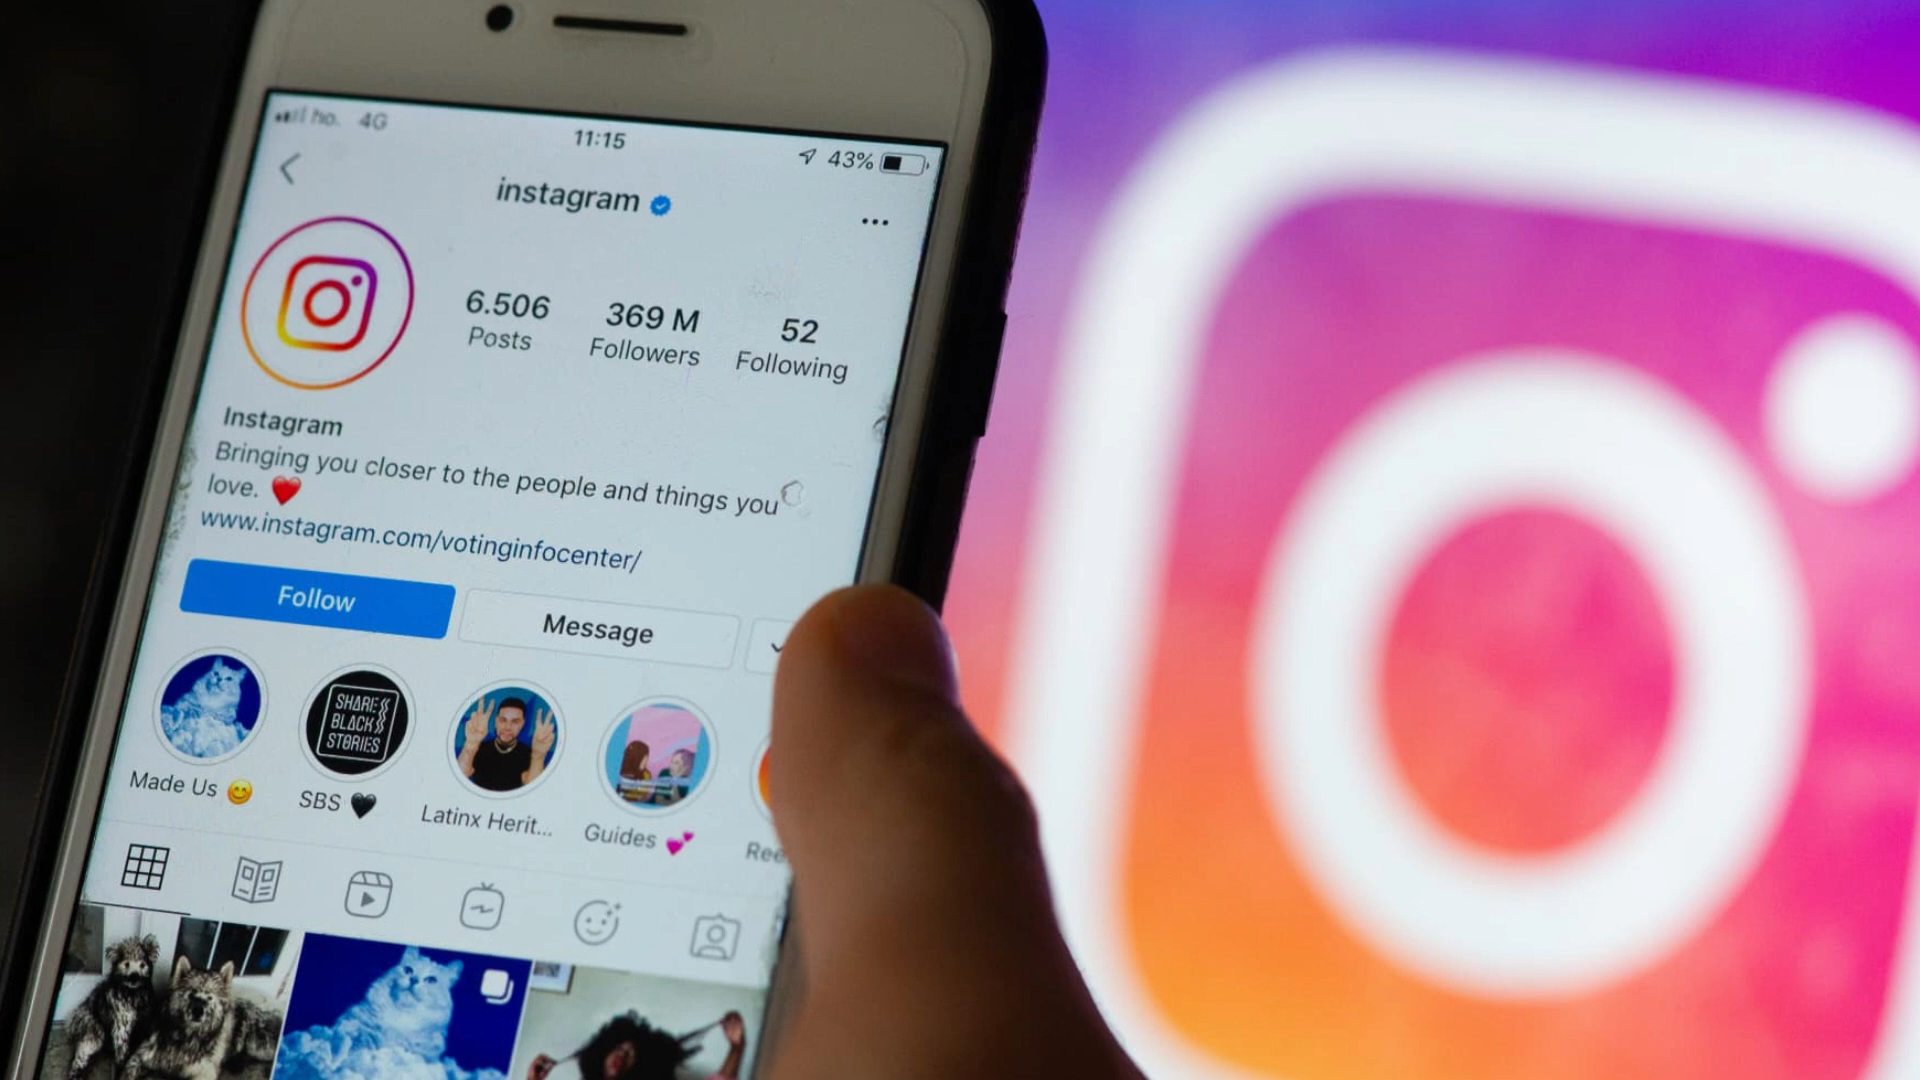 ho. 4G
11:15
43%
instagram
6.506
369 M
52
Posts
Followers
Following
Instagram
Bringing you closer to the people and things you
love. ❤️
www.instagram.com/votinginfocenter/
Follow
Message
SHARE
BLACK
STORIES
Made Us 😊
SBS 🖤
Latinx Herit...
Guides 💕
Ree